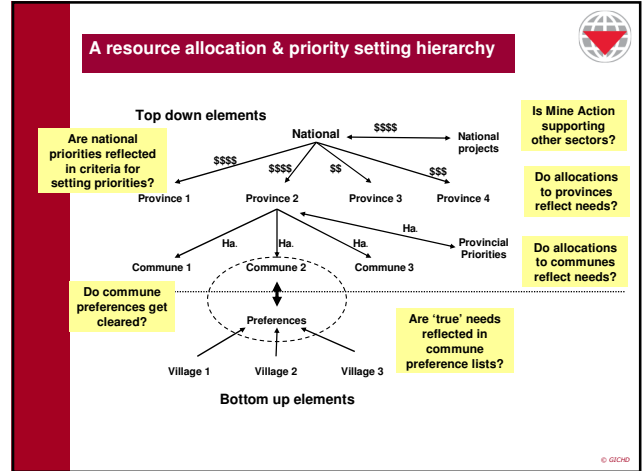 A resource allocation & priority setting hierarchy
Top down elements
Is Mine Action
supporting
other sectors?
Are national
priorities reflected
in criteria for
setting priorities?
National
$$$$
National
projects
$$$$
$$$$
$$
$$$
Province 1
Province 2
Province 3
Province 4
Do allocations
to provinces
reflect needs?
Ha.
Ha.
Ha.
Ha.
Provincial
Priorities
Commune 1
Commune 2
Commune 3
Do allocations
to communes
reflect needs?
Do commune
preferences get
cleared?
Preferences
Are ‘true’ needs
reflected in
commune
preference lists?
Village 1
Village 2
Village 3
Bottom up elements
© GICHD